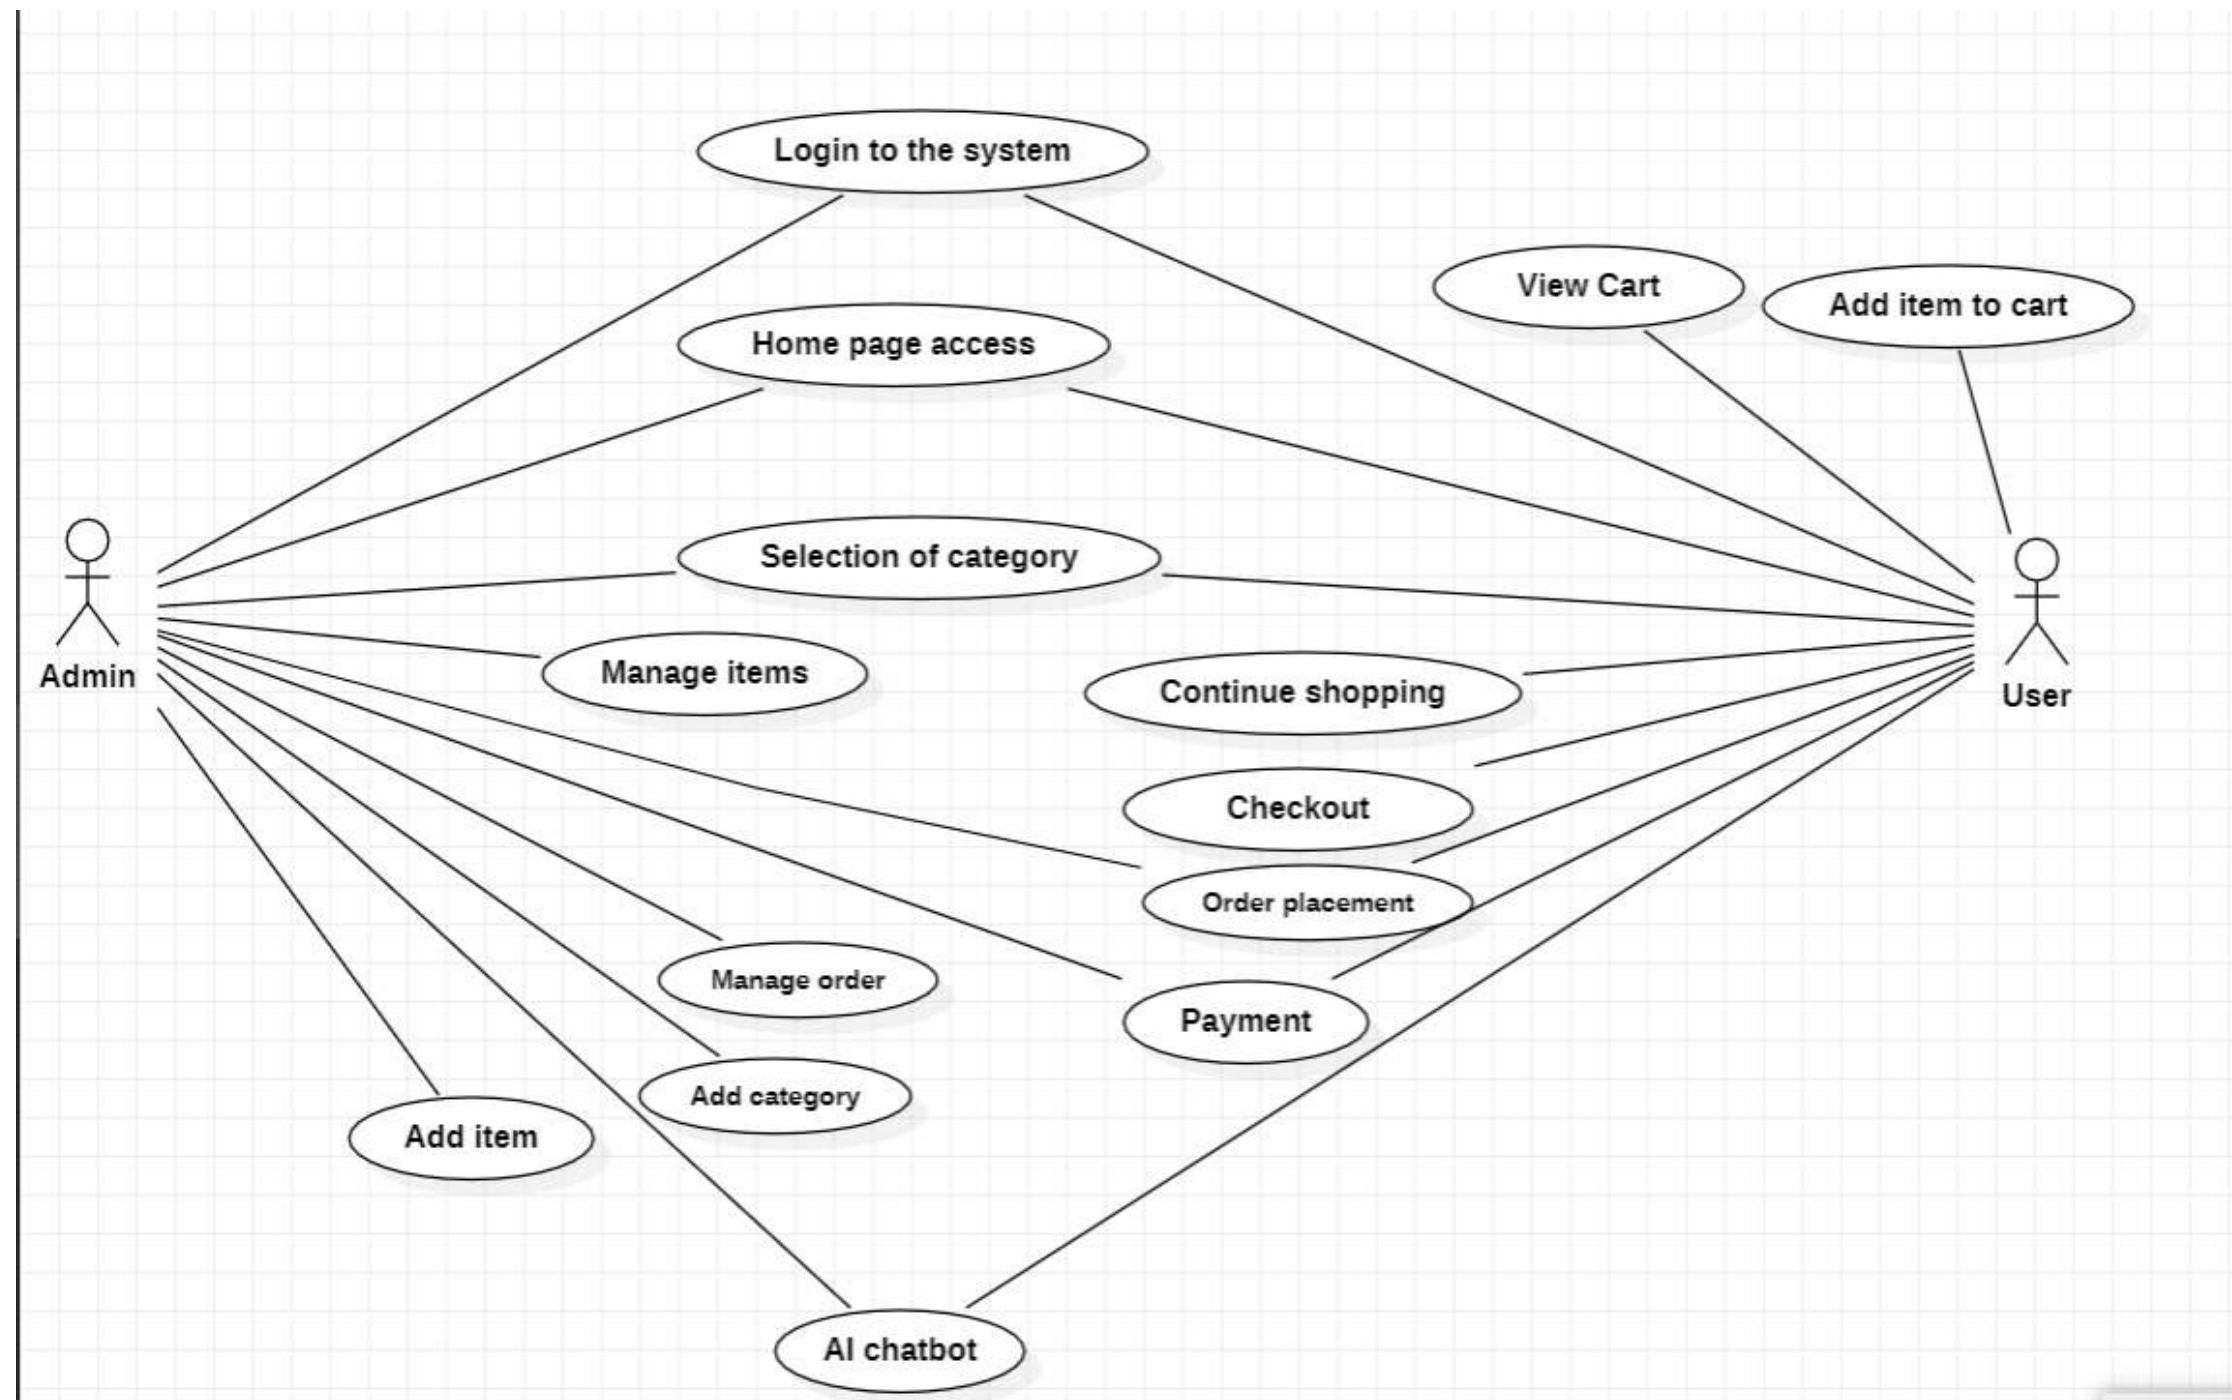 Login to the system
View Cart
Add item to cart
Home page access
Selection of category
Admin
Manage items
Continue shopping
User
Checkout
Order placement
Manage order
Payment
Add category
Add item
AI chatbot